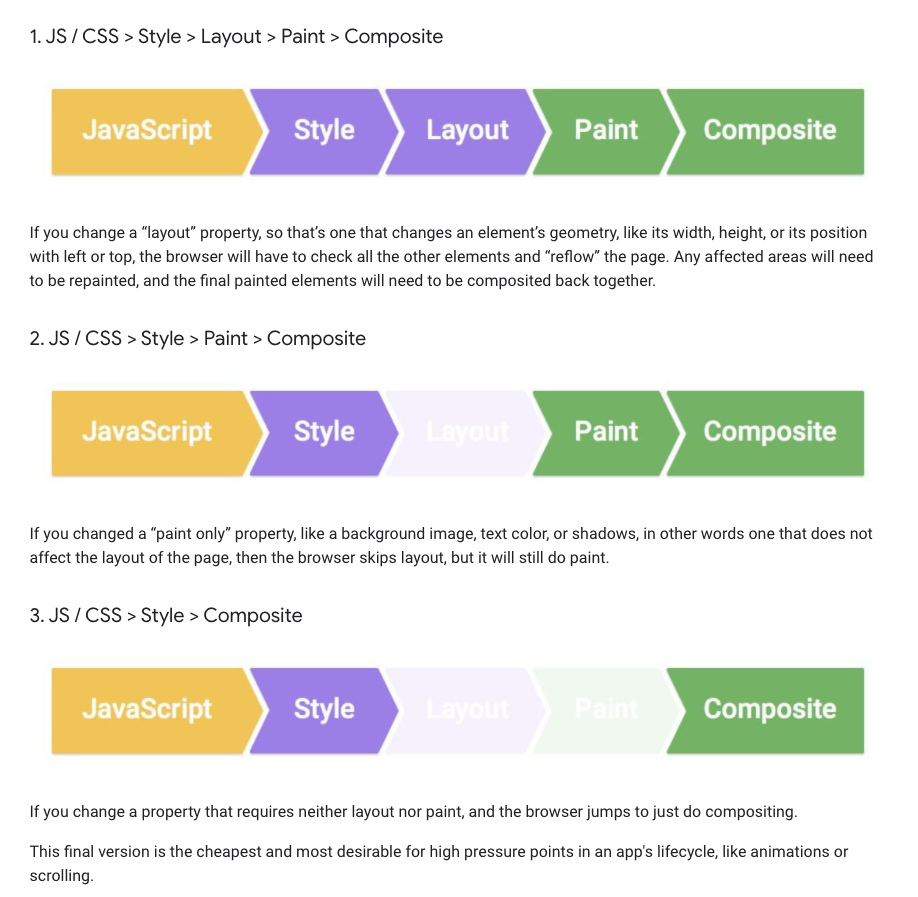 1. JS / CSS > Style > Layout > Paint > Composite
JavaScript Style Layout Paint Composite
If you change a “layout” property, so that’s one that changes an element’s geometry, like its width, height, or its position
with left or top, the browser will have to check all the other elements and “reflow” the page. Any affected areas will need
to be repainted, and the final painted elements will need to be composited back together.
2. JS / CSS > Style > Paint > Composite
JavaScript Style Layout Paint Composite
If you changed a “paint only” property, like a background image, text color, or shadows, in other words one that does not
affect the layout of the page, then the browser skips layout, but it will still do paint.
3. JS / CSS > Style > Composite
JavaScript Style Layout Paint Composite
If you change a property that requires neither layout nor paint, and the browser jumps to just do compositing.
This final version is the cheapest and most desirable for high pressure points in an app's lifecycle, like animations or
scrolling.